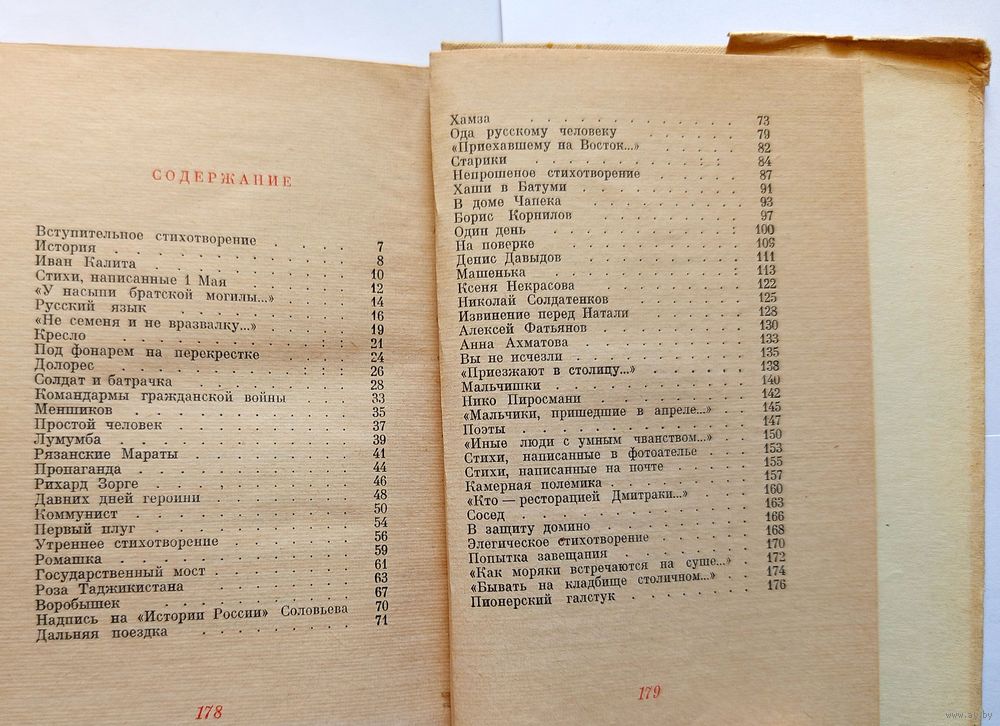 СОДЕРЖАНИЕ
Вступительное стихотворение . . . . 7
История . . . . . . . . 8
Иван Калита . . . . . . . 10
Стихи, написанные 1 Мая . . . . . 12
«У насыпи братской могилы...» . . . . 14
Русский язык . . . . . . . 16
«Не семеня и не вразвалку...» . . . . 19
Кресло . . . . . . . . 21
Под фонарем на перекрестке . . . . 24
Долорес . . . . . . . . 26
Солдат и батрачка . . . . . . 28
Командармы гражданской войны . . . 33
Меншиков . . . . . . . . 35
Простой человек . . . . . . 37
Лумумба . . . . . . . . 39
Рязанские Мараты . . . . . . 41
Пропаганда . . . . . . . 44
Рихард Зорге . . . . . . . 46
Давних дней героини . . . . . 48
Коммунист . . . . . . . 50
Первый плуг . . . . . . . 54
Утреннее стихотворение . . . . . 56
Ромашка . . . . . . . . 59
Государственный мост . . . . . 61
Роза Таджикистана . . . . . . 63
Воробышек . . . . . . . 67
Надпись на «Истории России» Соловьева 70
Дальняя поездка . . . . . . 71
178
Хамза . . . . . . . . 73
Ода русскому человеку . . . . . 79
«Приехавшему на Восток...» . . . . 82
Старики . . . . . . . . 84
Непрошеное стихотворение . . . . 87
Хаши в Батуми . . . . . . 91
В доме Чапека . . . . . . 93
Борис Корнилов . . . . . . 97
Один день . . . . . . . 100
На поверке . . . . . . . 109
Денис Давыдов . . . . . . 111
Машенька . . . . . . . 113
Ксеня Некрасова . . . . . . 122
Николай Солдатенков . . . . . 125
Извинение перед Натали . . . . . 128
Алексей Фатьянов . . . . . . 130
Анна Ахматова . . . . . . 133
Вы не исчезли . . . . . . 135
«Приезжают в столицу...» . . . . . 138
Мальчишки . . . . . . . 140
Нико Пиросмани . . . . . . 142
«Мальчики, пришедшие в апреле...» . . 145
Поэты . . . . . . . . 147
«Иные люди с умным чванством...» . . 150
Стихи, написанные в фотоателье . . . 153
Стихи, написанные на почте . . . . 155
Камерная полемика . . . . . . 157
«Кто — ресторацией Дмитраки...» . . . 160
Сосед . . . . . . . . 163
В защиту домино . . . . . . 166
Элегическое стихотворение . . . . 168
Попытка завещания . . . . . . 170
«Как моряки встречаются на суше...» . . 172
«Бывать на кладбище столичном...» . . 174
Пионерский галстук . . . . . . 176
179
www.ay.by